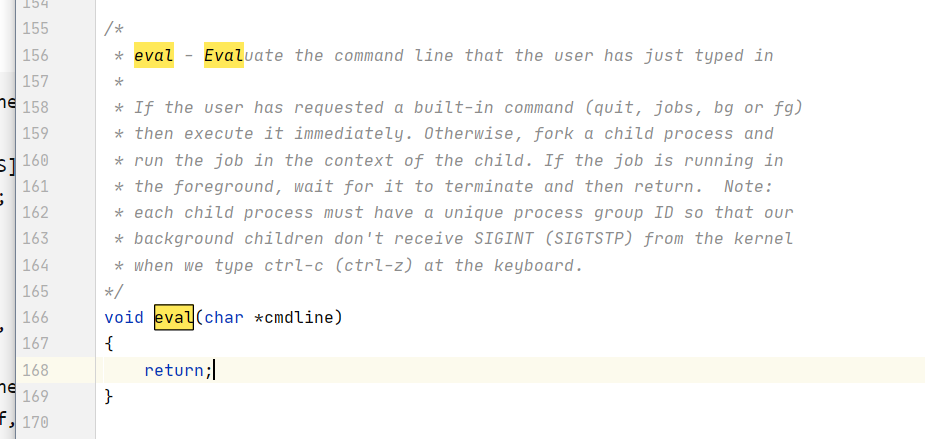 154
155 /*
156  * eval - Evaluate the command line that the user has just typed in
157  *
158  * If the user has requested a built-in command (quit, jobs, bg or fg)
159  * then execute it immediately. Otherwise, fork a child process and
160  * run the job in the context of the child. If the job is running in
161  * the foreground, wait for it to terminate and then return.  Note:
162  * each child process must have a unique process group ID so that our
163  * background children don't receive SIGINT (SIGTSTP) from the kernel
164  * when we type ctrl-c (ctrl-z) at the keyboard.
165 */
166 void eval(char *cmdline)
167 {
168     return;
169 }
170